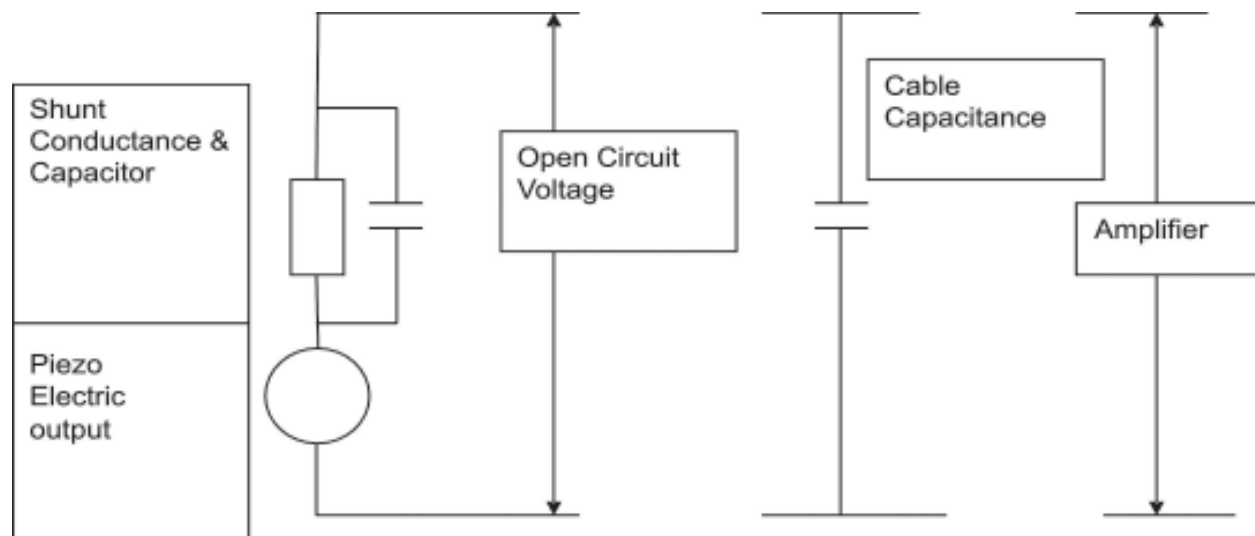 Shunt
Conductance &
Capacitor
Piezo
Electric
output
Open Circuit
Voltage
Cable
Capacitance
Amplifier